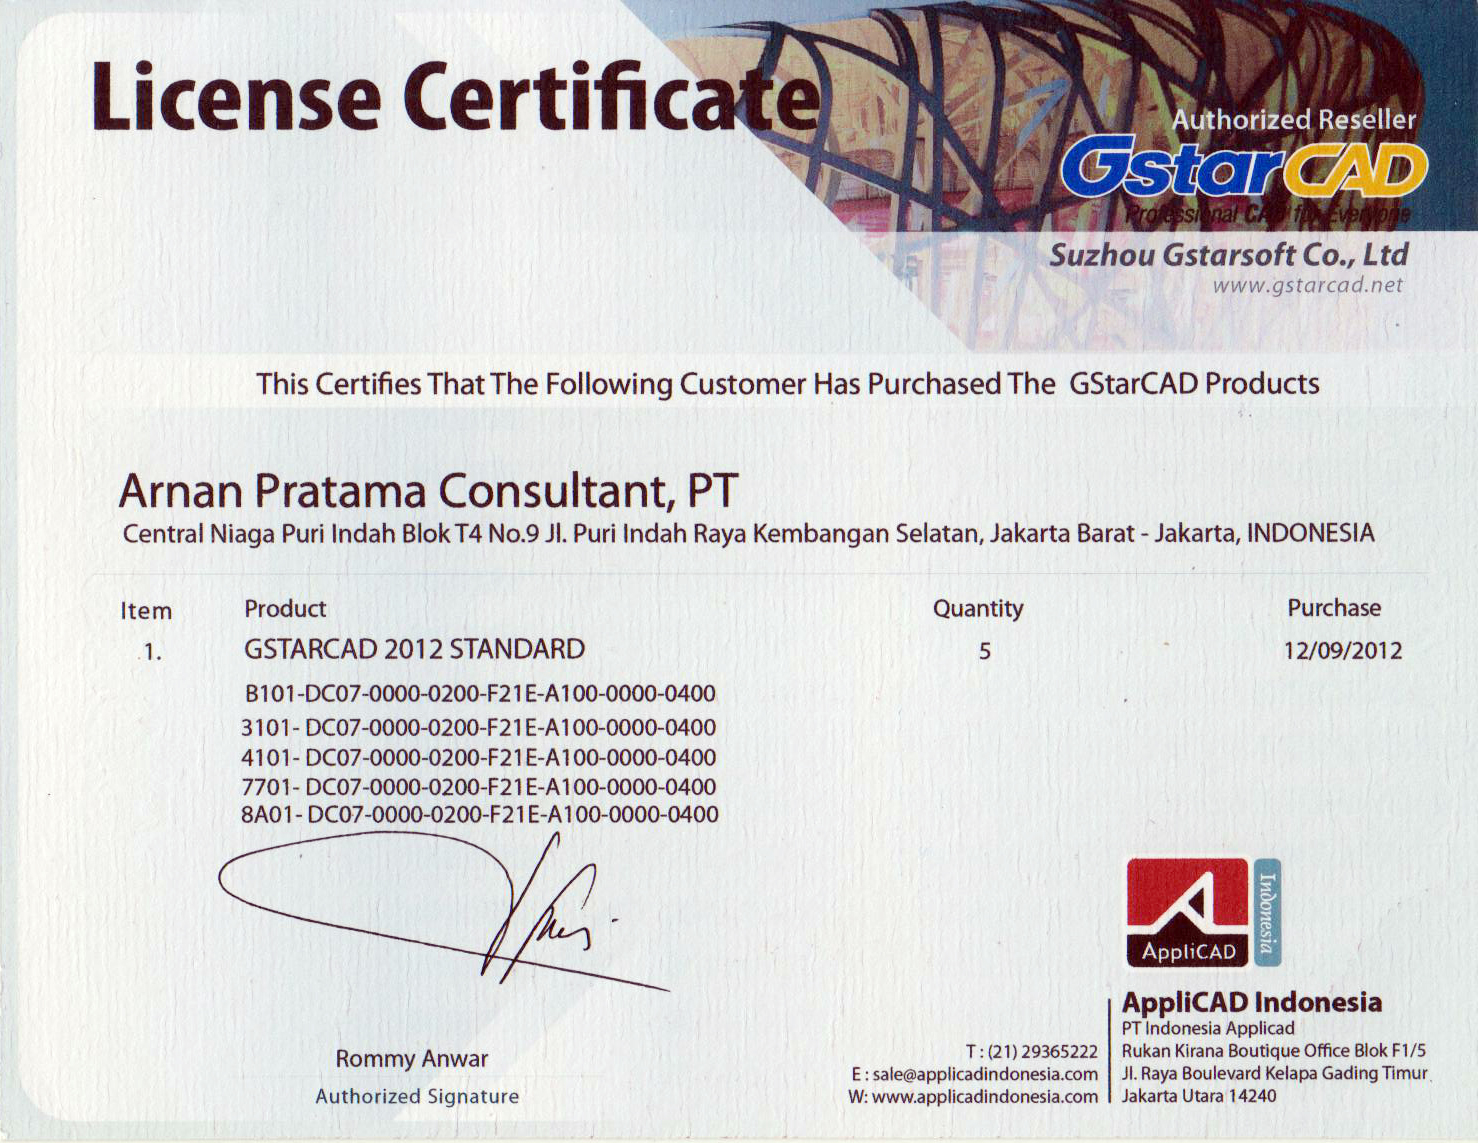 License Certificate
Authorized Reseller
GstarCAD
Professional CAD for Everyone
Suzhou Gstarsoft Co., Ltd
www.gstarcad.net
This Certifies That The Following Customer Has Purchased The GStarCAD Products
Arnan Pratama Consultant, PT
Central Niaga Puri Indah Blok T4 No.9 Jl. Puri Indah Raya Kembangan Selatan, Jakarta Barat - Jakarta, INDONESIA
Item Product Quantity Purchase
1. GSTARCAD 2012 STANDARD 5 12/09/2012
B101-DC07-0000-0200-F21E-A100-0000-0400
3101- DC07-0000-0200-F21E-A100-0000-0400
4101- DC07-0000-0200-F21E-A100-0000-0400
7701- DC07-0000-0200-F21E-A100-0000-0400
8A01- DC07-0000-0200-F21E-A100-0000-0400
AppliCAD
Indonesia
Rommy Anwar
Authorized Signature
T : (21) 29365222
E : sale@applicadindonesia.com
W: www.applicadindonesia.com
AppliCAD Indonesia
PT Indonesia Applicad
Rukan Kirana Boutique Office Blok F1/5
Jl. Raya Boulevard Kelapa Gading Timur
Jakarta Utara 14240